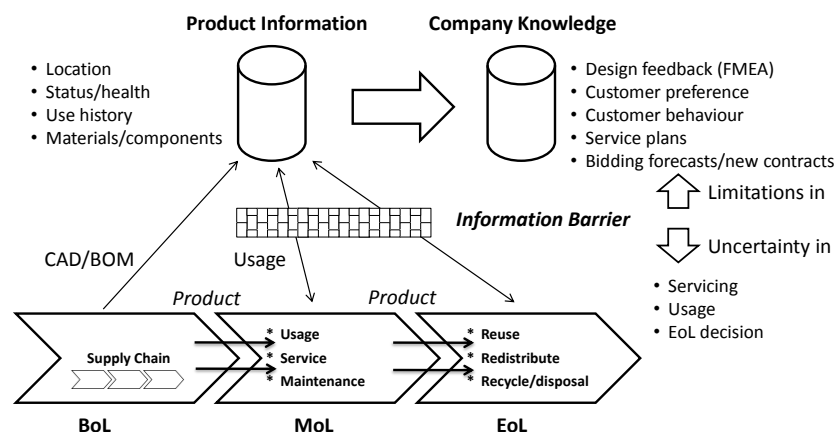 Product Information
Company Knowledge
• Location
• Status/health
• Use history
• Materials/components
• Design feedback (FMEA)
• Customer preference
• Customer behaviour
• Service plans
• Bidding forecasts/new contracts
Limitations in
Information Barrier
Uncertainty in
CAD/BOM
Usage
• Servicing
• Usage
• EoL decision
Product
Product
Supply Chain
* Usage
* Service
* Maintenance
* Reuse
* Redistribute
* Recycle/disposal
BoL
MoL
EoL